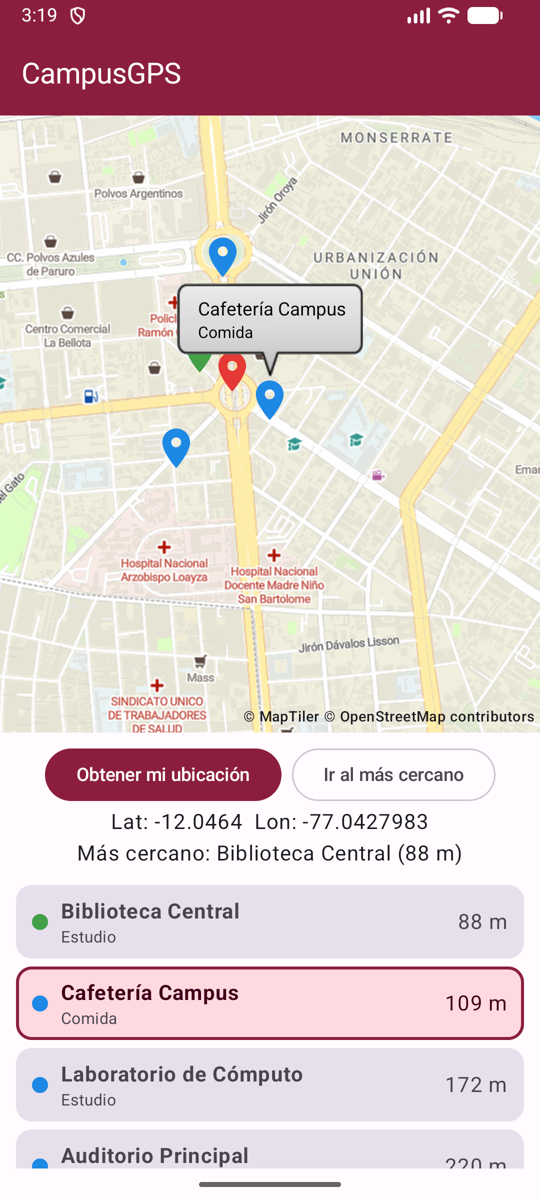 3:19
CampusGPS
MONSERRATE
Polvos Argentinos
Jirón Oroya
CC. Polvos Azules
de Paruro
URBANIZACIÓN
UNIÓN
Centro Comercial
La Bellota
Ramón
Cafetería Campus
Comida
Hospital Nacional
Arzobispo Loayza
Hospital Nacional
Docente Madre Niño
San Bartolome
Jirón Dávalos Lisson
Mass
SINDICATO UNICO
DE TRABAJADORES
DE SALUD
© MapTiler © OpenStreetMap contributors
Obtener mi ubicación
Ir al más cercano
Lat: -12.0464 Lon: -77.0427983
Más cercano: Biblioteca Central (88 m)
Biblioteca Central
Estudio
88 m
Cafetería Campus
Comida
109 m
Laboratorio de Cómputo
Estudio
172 m
Auditorio Principal
220 m